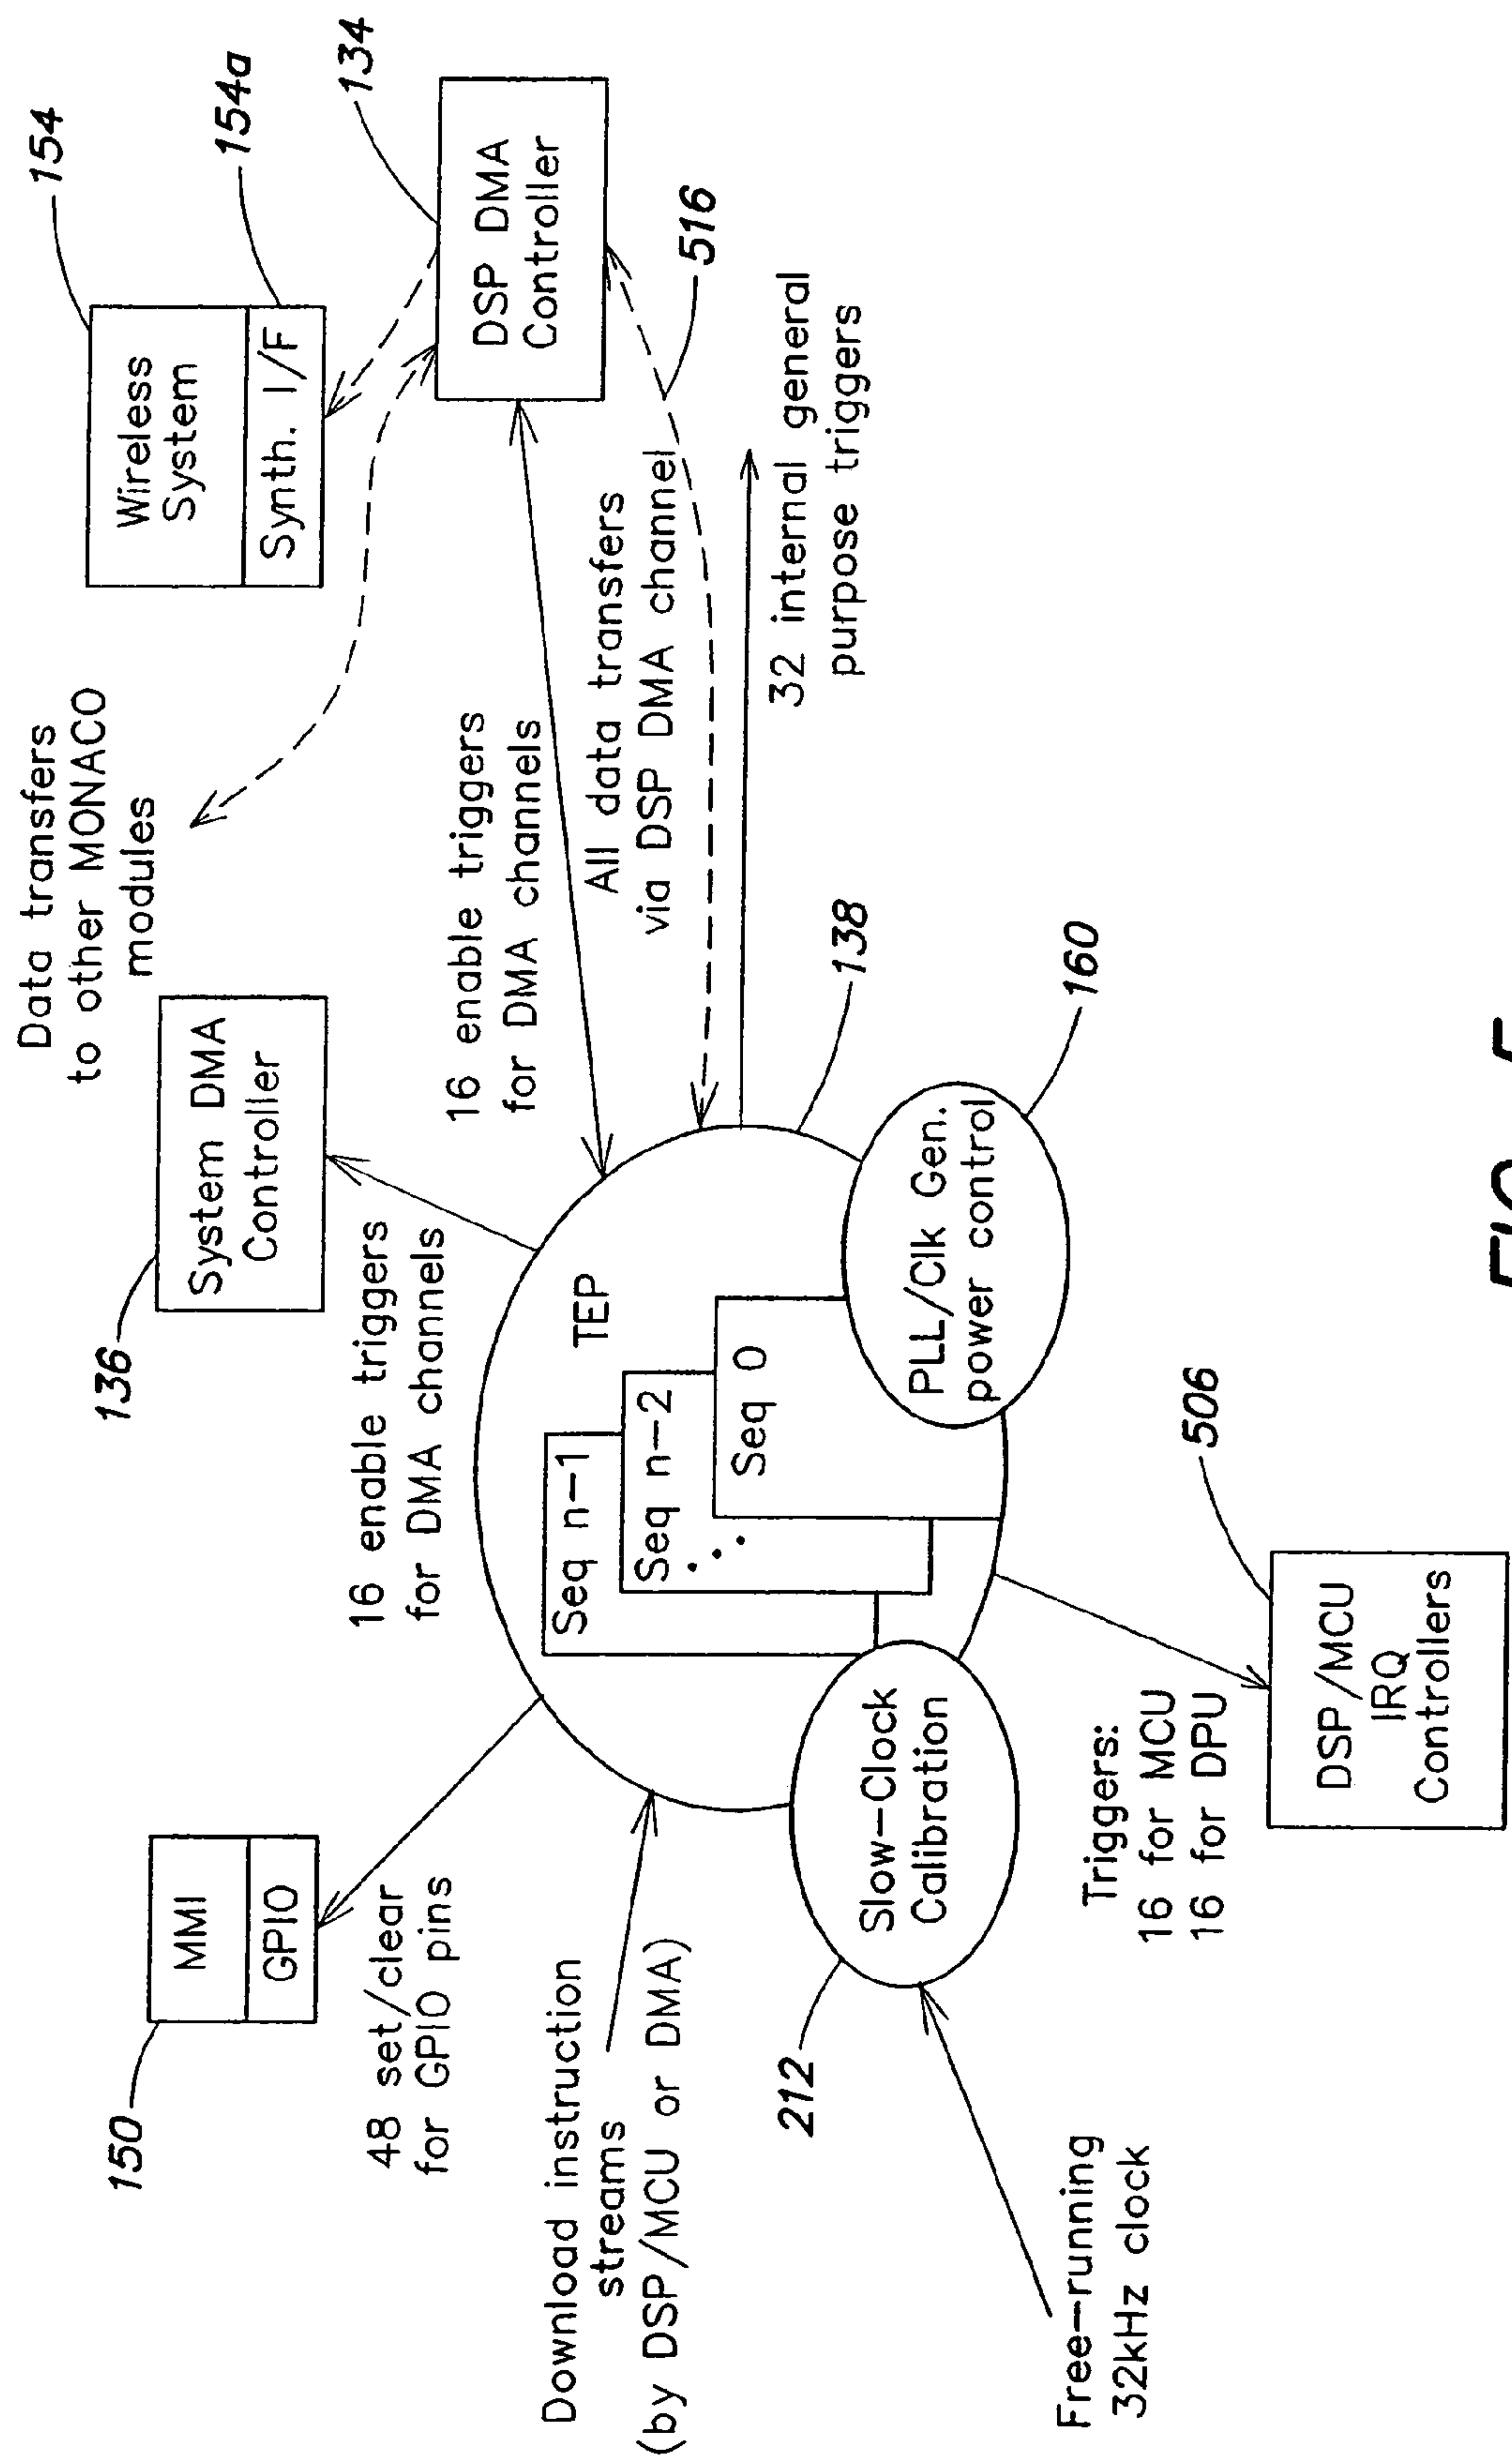 Data transfers
to other MONACO
modules
154
Wireless
System
Synth. I/F
154a
134
DSP DMA
Controller
150
MMI
GPIO
136
System DMA
Controller
48 set/clear
for GPIO pins
16 enable triggers
for DMA channels
16 enable triggers
for DMA channels
All data transfers
via DSP DMA channel
516
32 internal general
purpose triggers
Download instruction
streams
(by DSP/MCU or DMA)
TEP
Seq n-1
Seq n-2
Seq 0
138
212
Slow-Clock
Calibration
PLL/Clk Gen.
power control
160
Free-running
32kHz clock
Triggers:
16 for MCU
16 for DPU
506
DSP/MCU
IRQ
Controllers